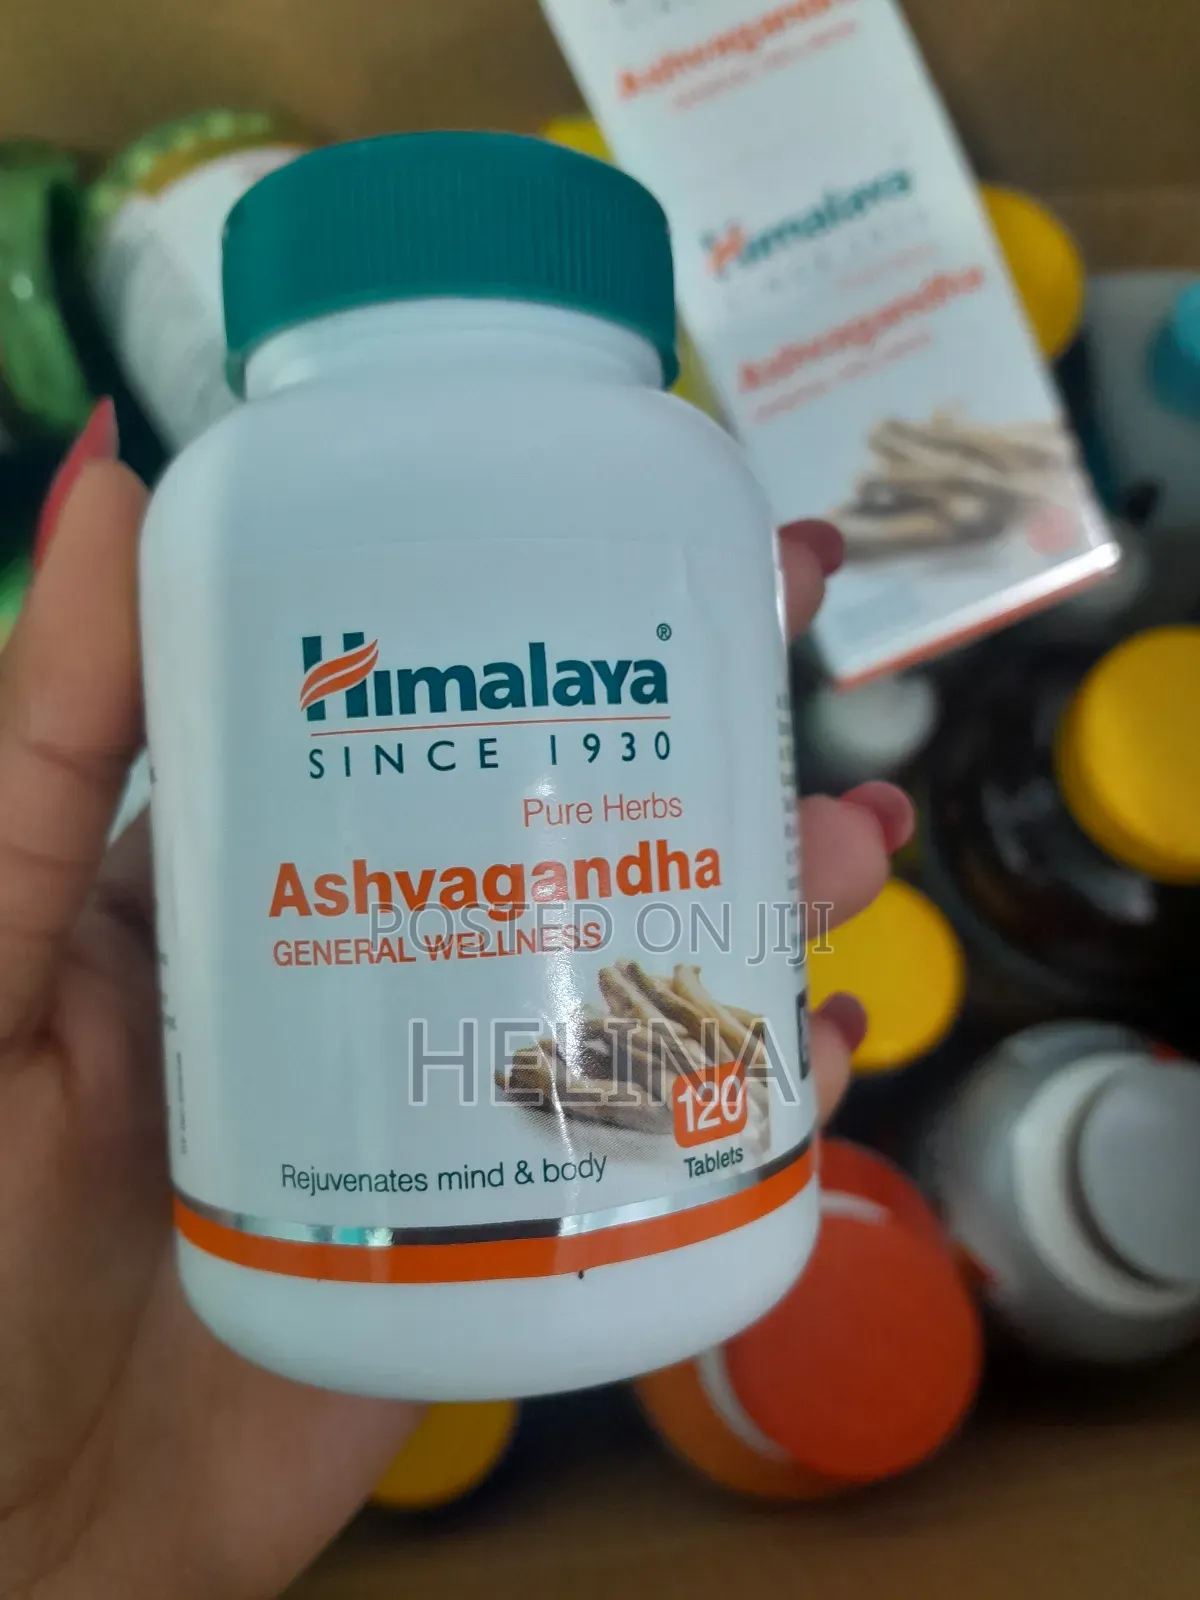 Ashvagandha
Himalaya
Ashvagandha
Himalaya®
SINCE 1930
Pure Herbs
Ashvagandha
GENERAL WELLNESS
POSTED ON JIJI
HELINA
120
Tablets
Rejuvenates mind & body